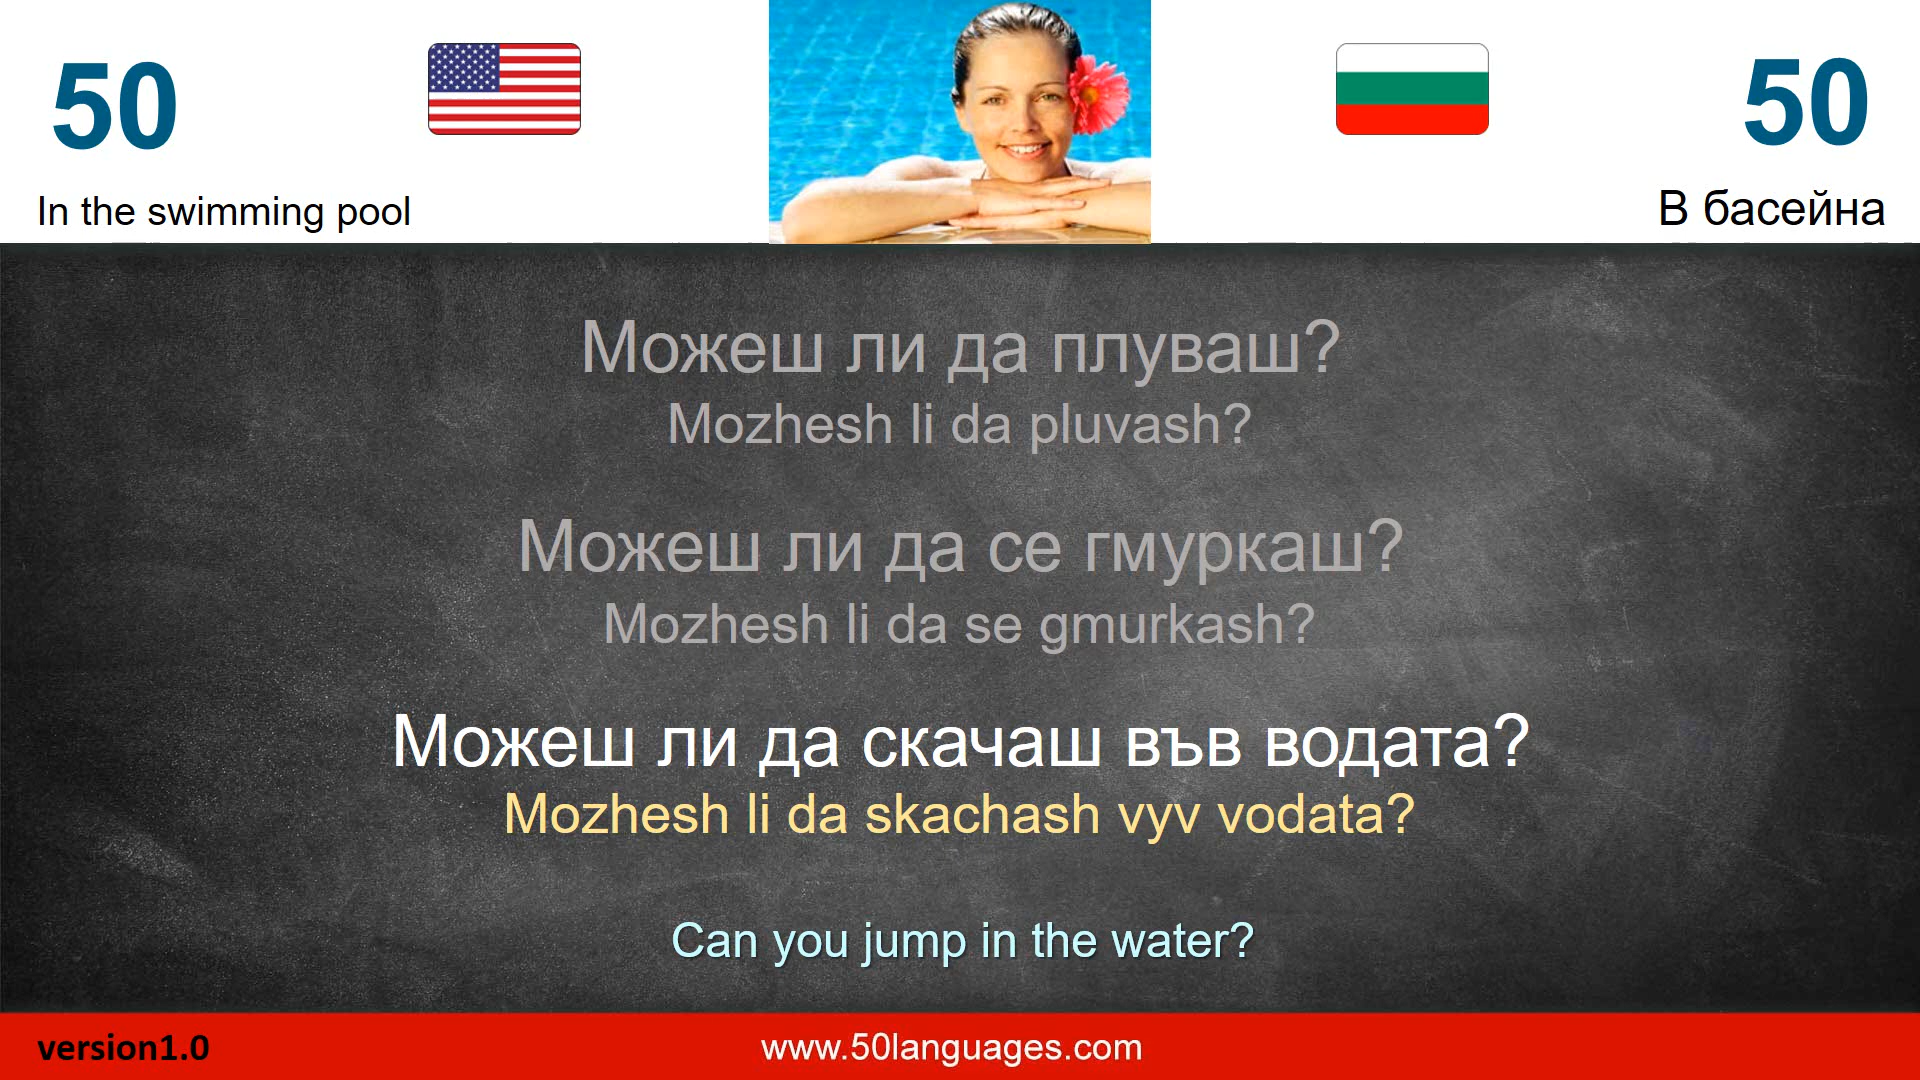 50
50
In the swimming pool
В басейна
Можеш ли да плуваш?
Mozhesh li da pluvash?
Можеш ли да се гмуркаш?
Mozhesh li da se gmurkash?
Можеш ли да скачаш във водата?
Mozhesh li da skachash vyv vodata?
Can you jump in the water?
version1.0
www.50languages.com